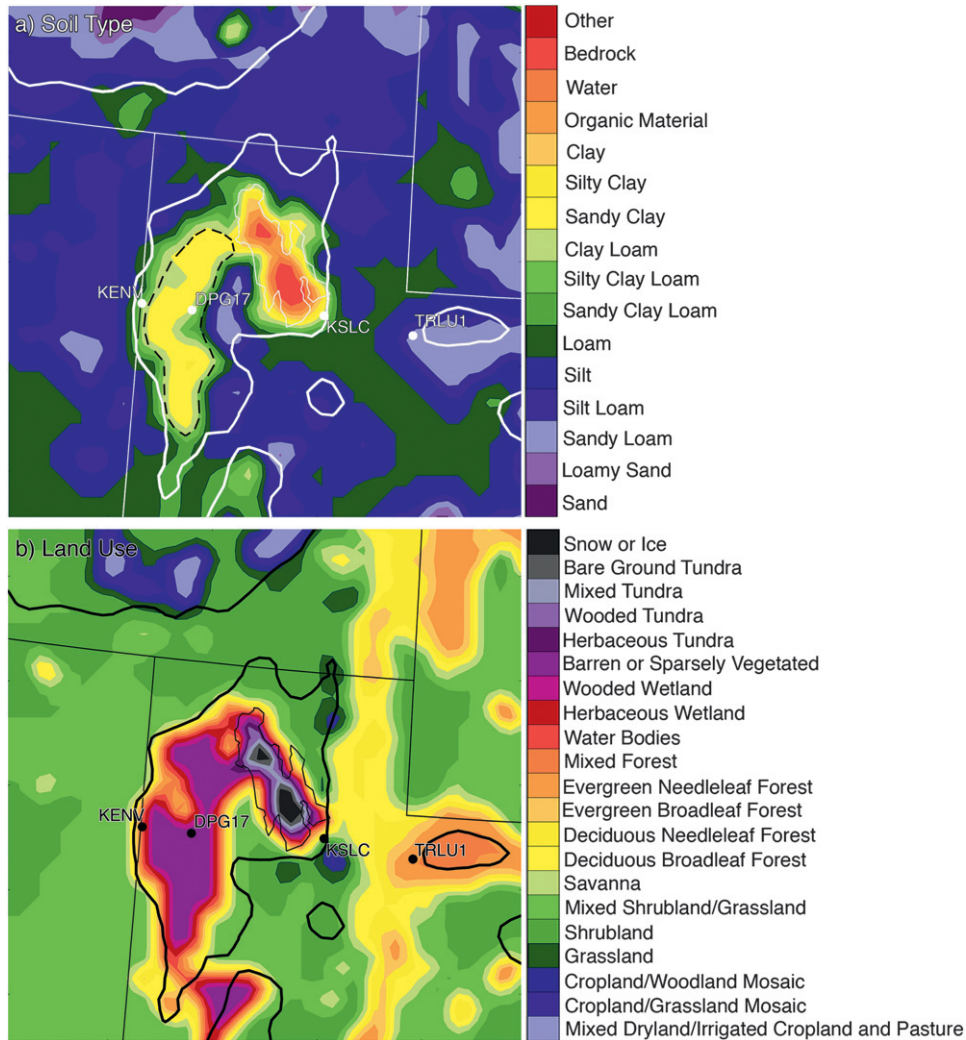 a) Soil Type
KENV
DPG17
KSLC
TRLU1
Other
Bedrock
Water
Organic Material
Clay
Silty Clay
Sandy Clay
Clay Loam
Silty Clay Loam
Sandy Clay Loam
Loam
Silt
Silt Loam
Sandy Loam
Loamy Sand
Sand
b) Land Use
KENV
DPG17
KSLC
TRLU1
Snow or Ice
Bare Ground Tundra
Mixed Tundra
Wooded Tundra
Herbaceous Tundra
Barren or Sparsely Vegetated
Wooded Wetland
Herbaceous Wetland
Water Bodies
Mixed Forest
Evergreen Needleleaf Forest
Evergreen Broadleaf Forest
Deciduous Needleleaf Forest
Deciduous Broadleaf Forest
Savanna
Mixed Shrubland/Grassland
Shrubland
Grassland
Cropland/Woodland Mosaic
Cropland/Grassland Mosaic
Mixed Dryland/Irrigated Cropland and Pasture